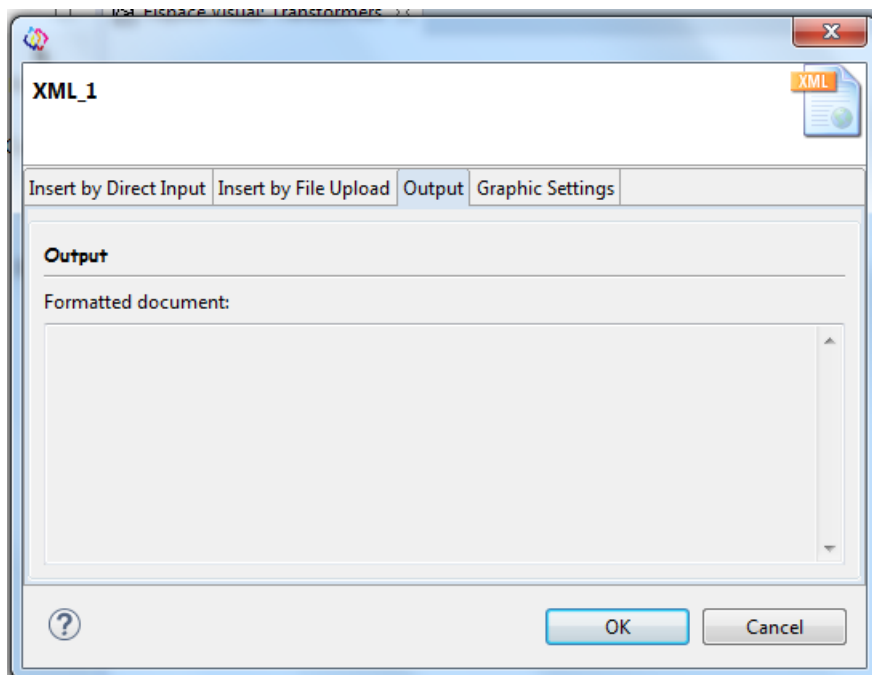 XML_1
XML
Insert by Direct Input Insert by File Upload Output Graphic Settings
Output
Formatted document:
OK Cancel